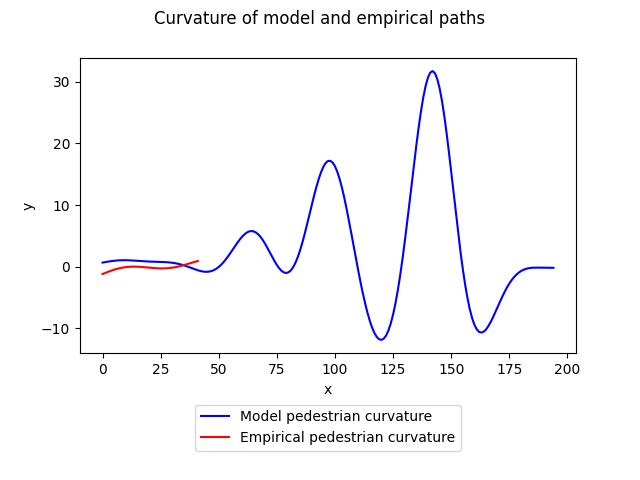 Curvature of model and empirical paths
30
20
10
0
−10
y
0 25 50 75 100 125 150 175 200
x
Model pedestrian curvature
Empirical pedestrian curvature